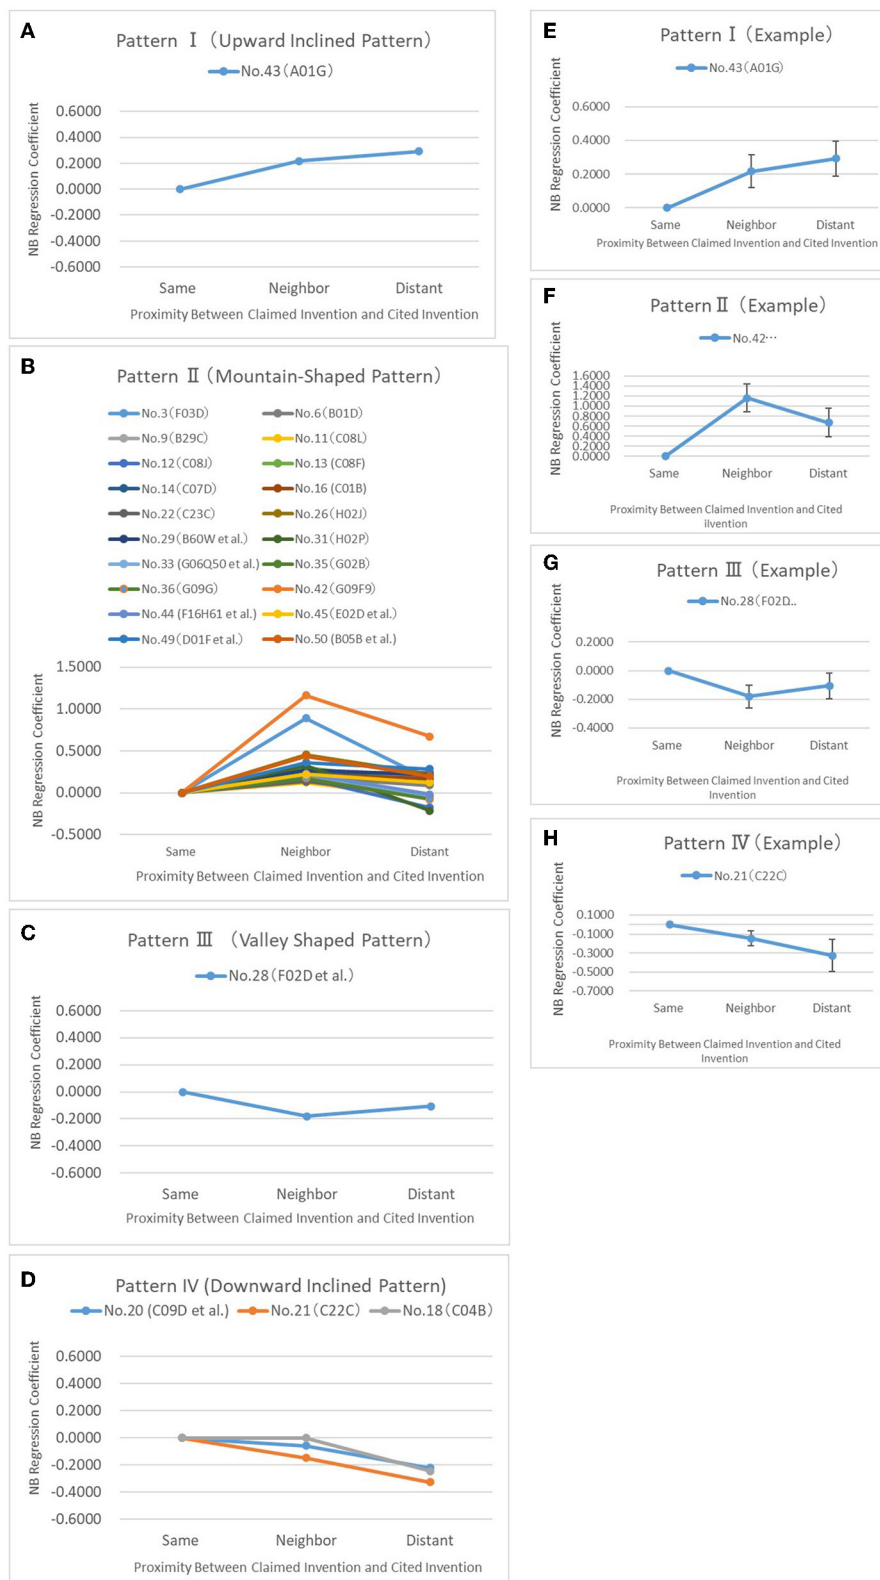 A
Pattern Ⅰ（Upward Inclined Pattern）
No.43（A01G）
NB Regression Coefficient
0.6000
0.4000
0.2000
0.0000
-0.2000
-0.4000
-0.6000
Same Neighbor Distant
Proximity Between Claimed Invention and Cited Invention
B
Pattern Ⅱ（Mountain-Shaped Pattern）
No.3（F03D） No.6（B01D）
No.9（B29C） No.11（C08L）
No.12（C08J） No.13（C08F）
No.14（C07D） No.16 (C01B)
No.22（C23C） No.26（H02J）
No.29（B60W et al.） No.31（H02P）
No.33 (G06Q50 et al.) No.35（G02B）
No.36（G09G） No.42（G09F9）
No.44 (F16H61 et al.) No.45（E02D et al.）
No.49（D01F et al.） No.50 (B05B et al.)
NB Regression Coefficient
1.5000
1.0000
0.5000
0.0000
-0.5000
Same Neighbor Distant
Proximity Between Claimed Invention and Cited Invention
C
Pattern Ⅲ （Valley Shaped Pattern）
No.28（F02D et al.）
NB Regression Coefficient
0.6000
0.4000
0.2000
0.0000
-0.2000
-0.4000
-0.6000
Same Neighbor Distant
Proximity Between Claimed Invention and Cited Invention
D
Pattern IV (Downward Inclined Pattern)
No.20 (C09D et al.) No.21（C22C） No.18（C04B）
NB Regression Coefficient
0.6000
0.4000
0.2000
0.0000
-0.2000
-0.4000
-0.6000
Same Neighbor Distant
Proximity Between Claimed Invention and Cited Invention
E
Pattern Ⅰ（Example）
No.43（A01G）
NB Regression Coefficient
0.6000
0.4000
0.2000
0.0000
Same Neighbor Distant
Proximity Between Claimed Invention and Cited Invention
F
Pattern Ⅱ（Example）
No.42…
NB Regression Coefficient
1.6000
1.4000
1.2000
1.0000
0.8000
0.6000
0.4000
0.2000
0.0000
Same Neighbor Distant
Proximity Between Claimed Invention and Cited
iIvention
G
Pattern Ⅲ（Example）
No.28（F02D...
NB Regression Coefficient
0.2000
0.0000
-0.2000
-0.4000
Same Neighbor Distant
Proximity Between Claimed Invention and Cited
Invention
H
Pattern Ⅳ（Example）
No.21（C22C）
NB Regression Coefficient
0.1000
-0.1000
-0.3000
-0.5000
-0.7000
Same Neighbor Distant
Proximity Between Claimed Invention and Cited
Invention